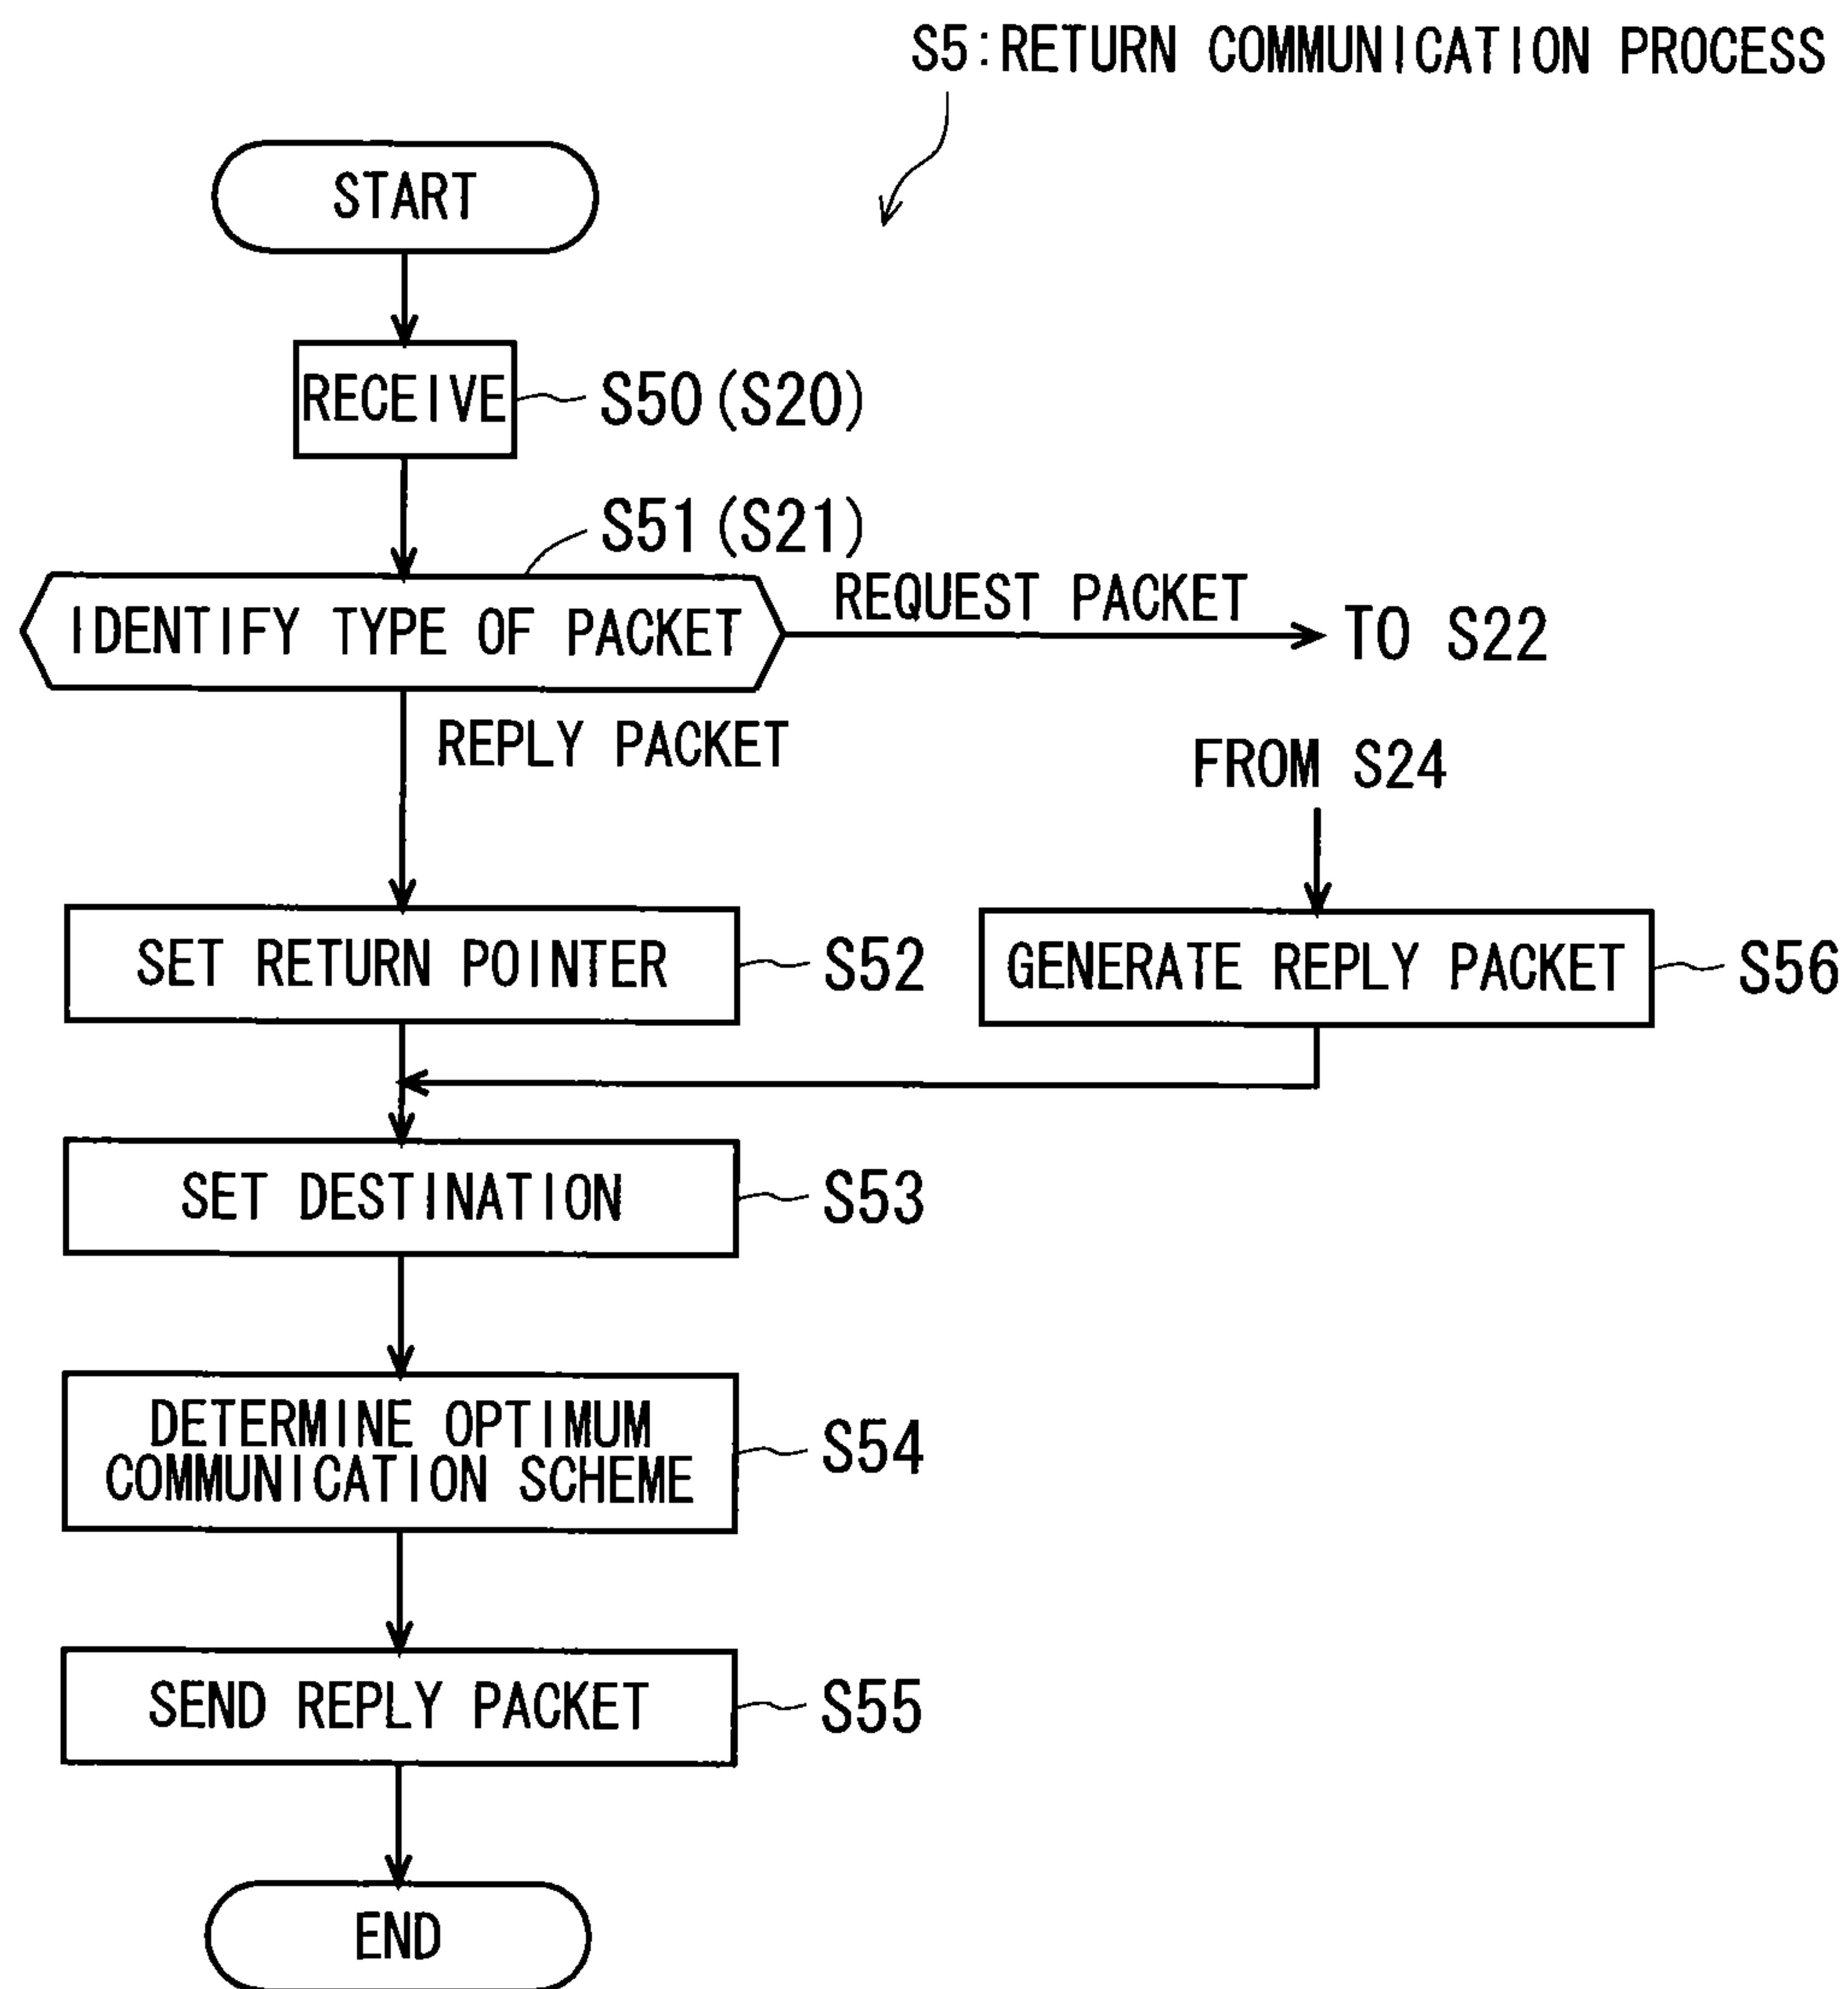 S5:RETURN COMMUNICATION PROCESS
START
RECEIVE
S50(S20)
S51(S21)
IDENTIFY TYPE OF PACKET
REQUEST PACKET
TO S22
REPLY PACKET
FROM S24
SET RETURN POINTER
S52
GENERATE REPLY PACKET
S56
SET DESTINATION
S53
DETERMINE OPTIMUM
COMMUNICATION SCHEME
S54
SEND REPLY PACKET
S55
END